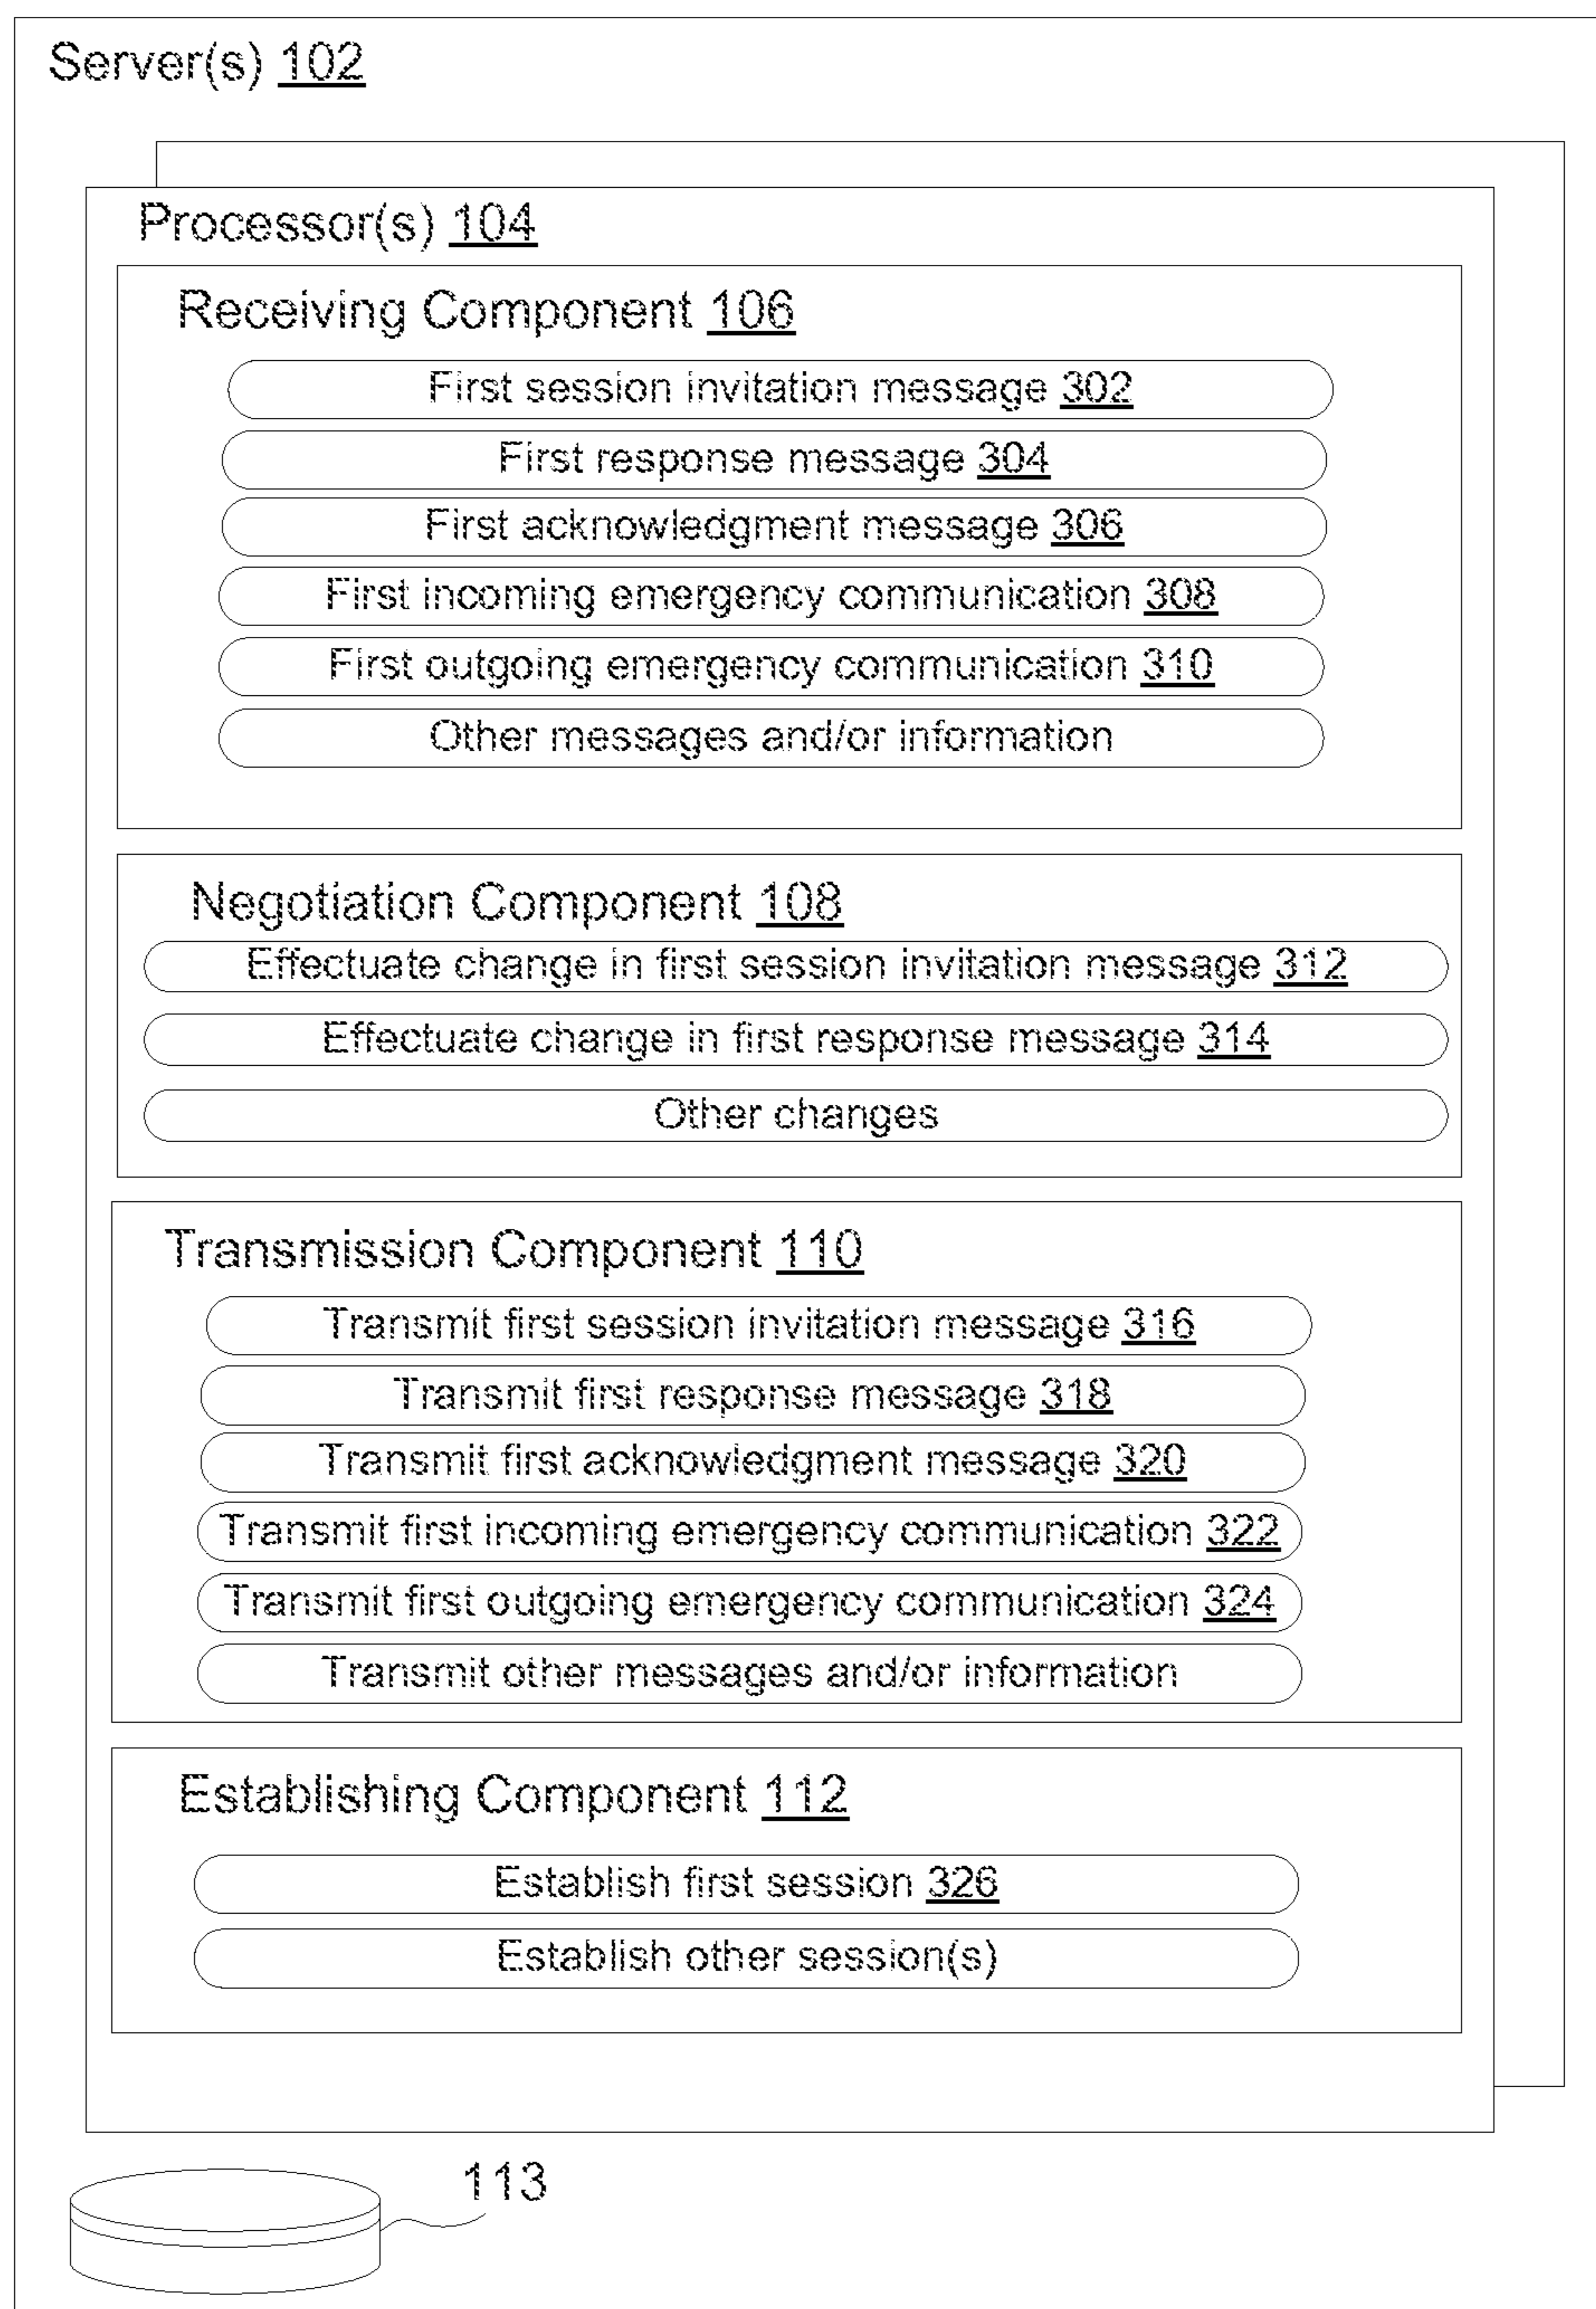 Server(s) 102
Processor(s) 104
Receiving Component 106
First session invitation message 302
First response message 304
First acknowledgment message 306
First incoming emergency communication 308
First outgoing emergency communication 310
Other messages and/or information
Negotiation Component 108
Effectuate change in first session invitation message 312
Effectuate change in first response message 314
Other changes
Transmission Component 110
Transmit first session invitation message 316
Transmit first response message 318
Transmit first acknowledgment message 320
Transmit first incoming emergency communication 322
Transmit first outgoing emergency communication 324
Transmit other messages and/or information
Establishing Component 112
Establish first session 326
Establish other session(s)
113